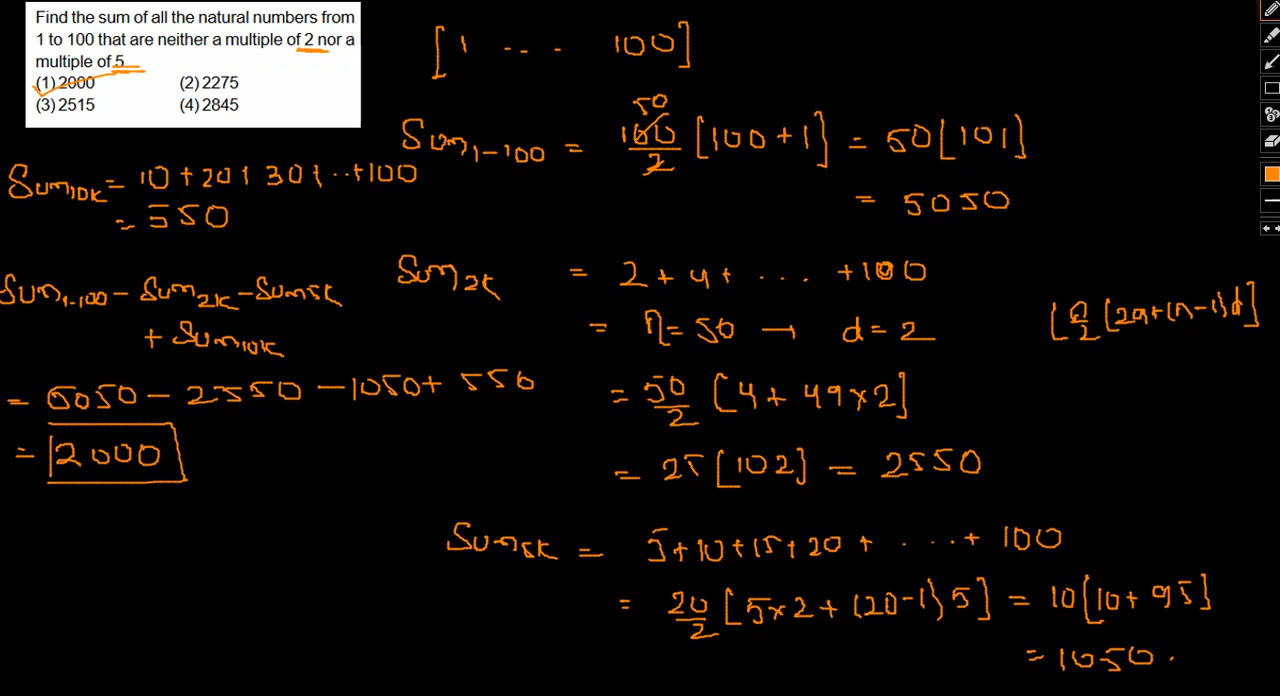 Find the sum of all the natural numbers from
1 to 100 that are neither a multiple of 2 nor a
multiple of 5
(1) 2000 (2) 2275
(3) 2515 (4) 2845
[1 ... 100]
Sum1-100 = 100/2 [100+1] = 50[101]
50
= 5050
Sum10K = 10+20+30+...+100
= 550
Sum1-100 - Sum2K - Sum5K
+ Sum10K
= 5050 - 2550 - 1050 + 550
= 2000
Sum2K = 2+4+ ... +100
= n=50 → d=2
[n/2 [2a+(n-1)d]
= 50/2 [4+49×2]
= 25[102] = 2550
Sum5K = 5+10+15+20+ ... + 100
= 20/2 [5×2+(20-1)5] = 10[10+95]
= 1050.